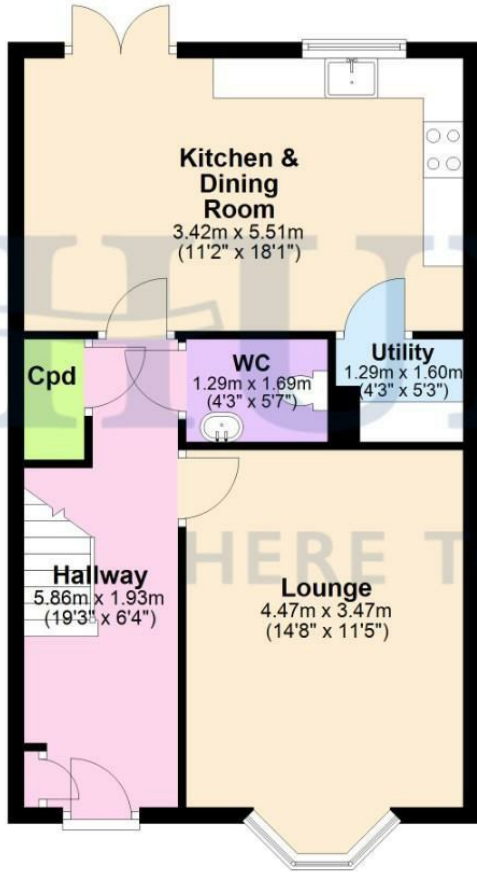 Kitchen &
Dining
Room
3.42m x 5.51m
(11'2" x 18'1")
HU
Cpd
WC
1.29m x 1.69m
(4'3" x 5'7")
Utility
1.29m x 1.60m
(4'3" x 5'3")
HERE T
Hallway
5.86m x 1.93m
(19'3" x 6'4")
Lounge
4.47m x 3.47m
(14'8" x 11'5")